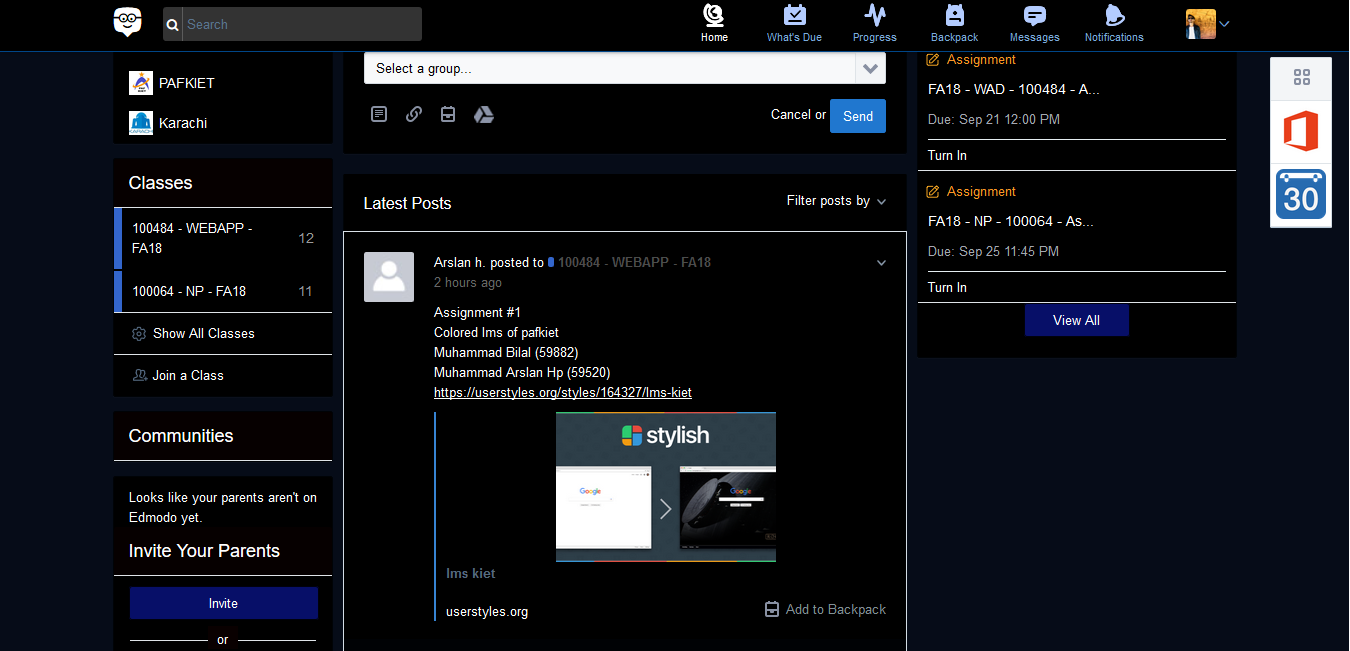 Search
Home
What's Due
Progress
Backpack
Messages
Notifications
PAFKIET
Karachi
Classes
100484 - WEBAPP -
FA18
12
100064 - NP - FA18
11
Show All Classes
Join a Class
Communities
Looks like your parents aren't on
Edmodo yet.
Invite Your Parents
Invite
or
Select a group...
Cancel or
Send
Latest Posts
Filter posts by
Arslan h. posted to 100484 - WEBAPP - FA18
2 hours ago
Assignment #1
Colored lms of pafkiet
Muhammad Bilal (59882)
Muhammad Arslan Hp (59520)
https://userstyles.org/styles/164327/lms-kiet
stylish
Google
Google
lms kiet
userstyles.org
Add to Backpack
Assignment
FA18 - WAD - 100484 - A...
Due: Sep 21 12:00 PM
Turn In
Assignment
FA18 - NP - 100064 - As...
Due: Sep 25 11:45 PM
Turn In
View All
30